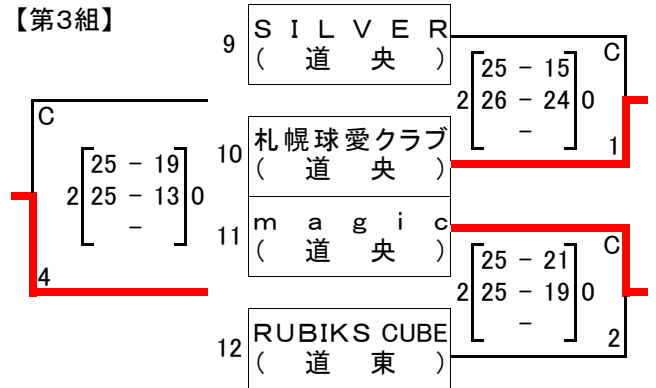 【第3組】
9 SILVER
(道央)
C
25 - 15
2 26 - 24 0
-
1
10 札幌球愛クラブ
(道央)
C
25 - 19
2 25 - 13 0
-
4
11 magic
(道央)
C
25 - 21
2 25 - 19 0
-
2
12 RUBIKS CUBE
(道東)